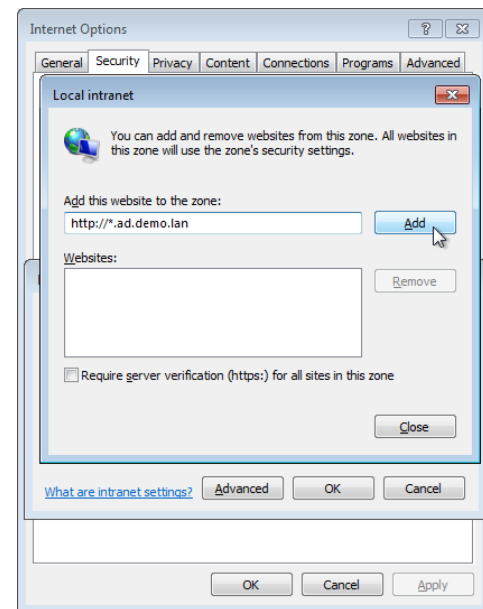 Internet Options
General Security Privacy Content Connections Programs Advanced
Local intranet
You can add and remove websites from this zone. All websites in
this zone will use the zone's security settings.
Add this website to the zone:
http://*.ad.demo.lan Add
Websites:
Remove
Require server verification (https:) for all sites in this zone
Close
What are intranet settings? Advanced OK Cancel
OK Cancel Apply